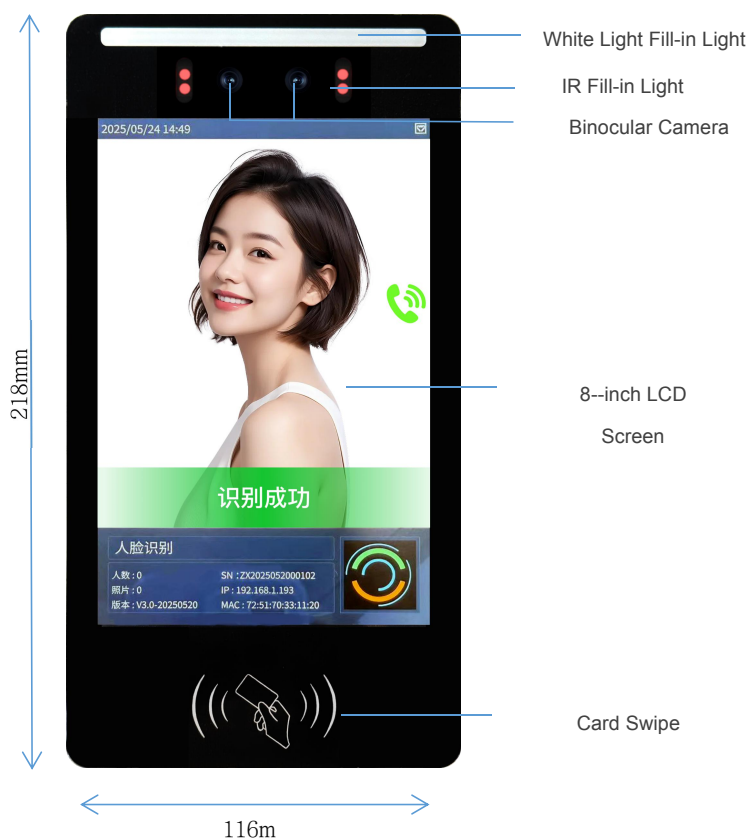 White Light Fill-in Light
IR Fill-in Light
Binocular Camera
2025/05/24 14:49
218mm
8--inch LCD
Screen
识别成功
人脸识别
人数 : 0
SN : ZX2025052000102
照片 : 0
IP : 192.168.1.193
版本 : V3.0-20250520
MAC : 72:51:70:33:11:20
Card Swipe
116m